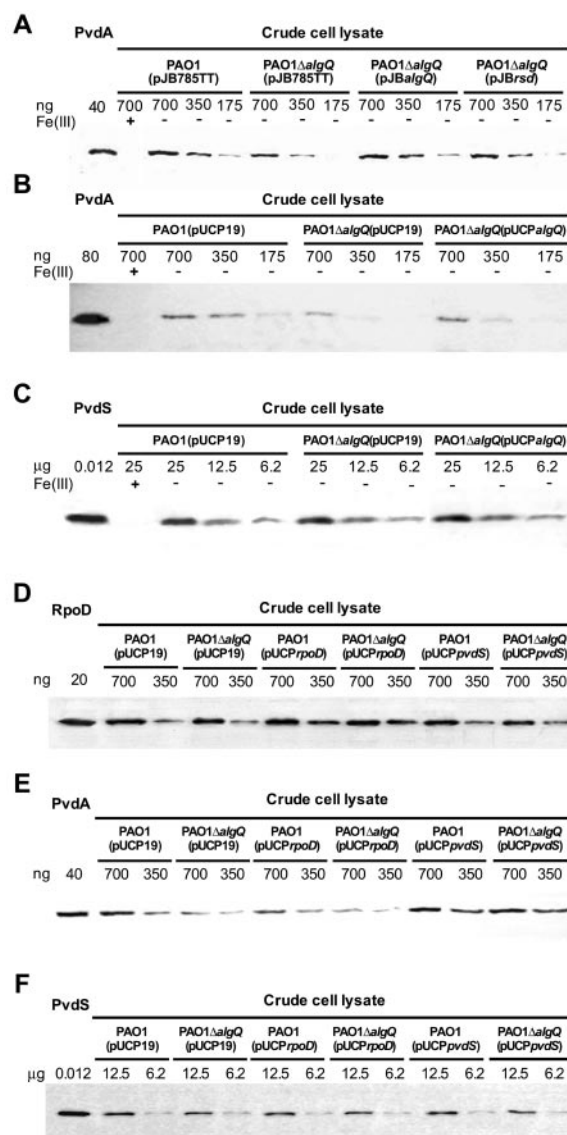 A
PvdA Crude cell lysate
PAO1 PAO1ΔalgQ PAO1ΔalgQ PAO1ΔalgQ
(pJB785TT) (pJB785TT) (pJBalgQ) (pJBrsd)
ng 40 700 700 350 175 700 350 175 700 350 175 700 350 175
Fe(III) + - - - - - - - - - - - -
B
PvdA Crude cell lysate
PAO1(pUCP19) PAO1ΔalgQ(pUCP19) PAO1ΔalgQ(pUCPalgQ)
ng 80 700 700 350 175 700 350 175 700 350 175
Fe(III) + - - - - - - - - -
C
PvdS Crude cell lysate
PAO1(pUCP19) PAO1ΔalgQ(pUCP19) PAO1ΔalgQ(pUCPalgQ)
μg 0.012 25 25 12.5 6.2 25 12.5 6.2 25 12.5 6.2
Fe(III) + - - - - - - - - -
D
RpoD Crude cell lysate
PAO1 PAO1ΔalgQ PAO1 PAO1ΔalgQ PAO1 PAO1ΔalgQ
(pUCP19) (pUCP19) (pUCPrpoD) (pUCPrpoD) (pUCPpvdS) (pUCPpvdS)
ng 20 700 350 700 350 700 350 700 350 700 350 700 350
E
PvdA Crude cell lysate
PAO1 PAO1ΔalgQ PAO1 PAO1ΔalgQ PAO1 PAO1ΔalgQ
(pUCP19) (pUCP19) (pUCPrpoD) (pUCPrpoD) (pUCPpvdS) (pUCPpvdS)
ng 40 700 350 700 350 700 350 700 350 700 350 700 350
F
PvdS Crude cell lysate
PAO1 PAO1ΔalgQ PAO1 PAO1ΔalgQ PAO1 PAO1ΔalgQ
(pUCP19) (pUCP19) (pUCPrpoD) (pUCPrpoD) (pUCPpvdS) (pUCPpvdS)
μg 0.012 12.5 6.2 12.5 6.2 12.5 6.2 12.5 6.2 12.5 6.2 12.5 6.2